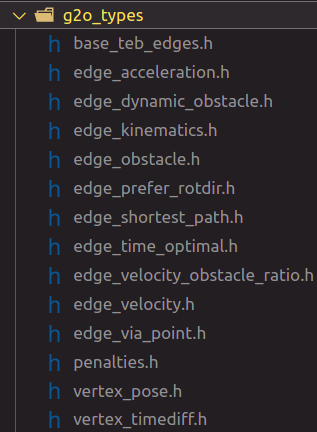 g2o_types
base_teb_edges.h
edge_acceleration.h
edge_dynamic_obstacle.h
edge_kinematics.h
edge_obstacle.h
edge_prefer_rotdir.h
edge_shortest_path.h
edge_time_optimal.h
edge_velocity_obstacle_ratio.h
edge_velocity.h
edge_via_point.h
penalties.h
vertex_pose.h
vertex_timediff.h